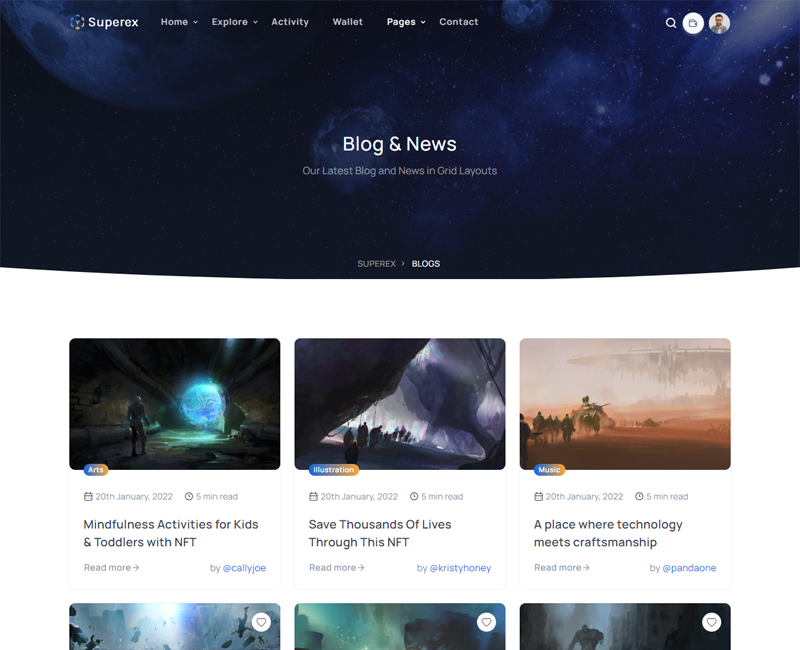 Superex Home Explore Activity Wallet Pages Contact
Blog & News
Our Latest Blog and News in Grid Layouts
SUPEREX > BLOGS
Arts
20th January, 2022 5 min read
Mindfulness Activities for Kids
& Toddlers with NFT
Read more→ by @callyjoe
Illustration
20th January, 2022 5 min read
Save Thousands Of Lives
Through This NFT
Read more→ by @kristyhoney
Music
20th January, 2022 5 min read
A place where technology
meets craftsmanship
Read more→ by @pandaone